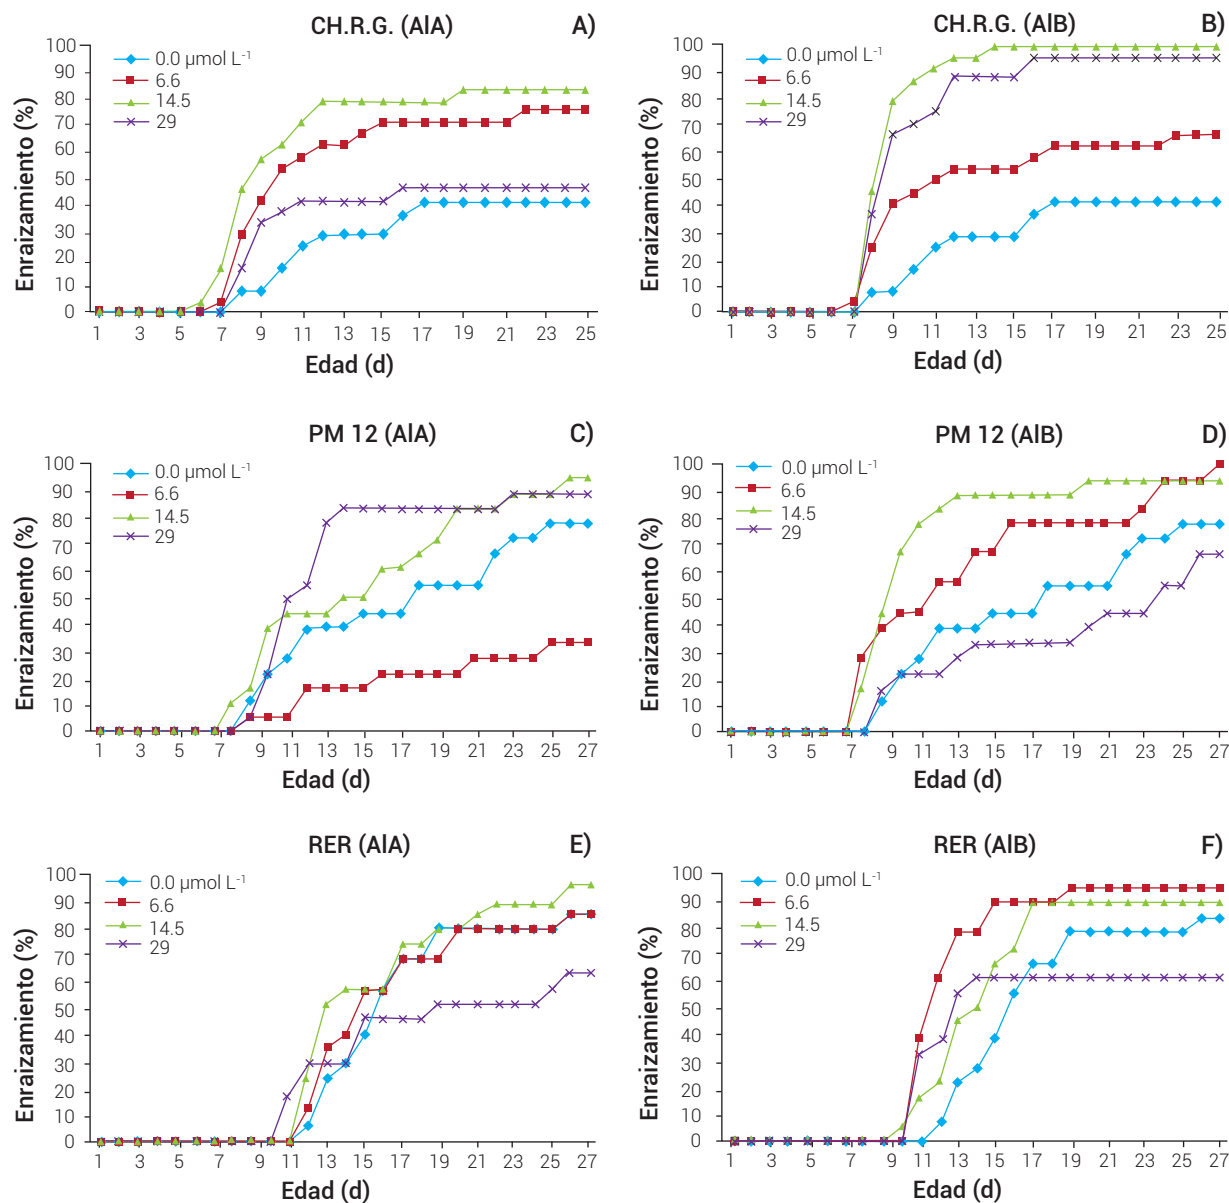 CH.R.G. (AIA)
A)
Enraizamiento (%)
100
90
80
70
60
50
40
30
20
10
0
0.0 µmol L⁻¹
6.6
14.5
29
1 3 5 7 9 11 13 15 17 19 21 23 25
Edad (d)
CH.R.G. (AIB)
B)
Enraizamiento (%)
100
90
80
70
60
50
40
30
20
10
0
0.0 µmol L⁻¹
6.6
14.5
29
1 3 5 7 9 11 13 15 17 19 21 23 25
Edad (d)
PM 12 (AIA)
C)
Enraizamiento (%)
100
90
80
70
60
50
40
30
20
10
0
0.0 µmol L⁻¹
6.6
14.5
29
1 3 5 7 9 11 13 15 17 19 21 23 25 27
Edad (d)
PM 12 (AIB)
D)
Enraizamiento (%)
100
90
80
70
60
50
40
30
20
10
0
0.0 µmol L⁻¹
6.6
14.5
29
1 3 5 7 9 11 13 15 17 19 21 23 25 27
Edad (d)
RER (AIA)
E)
Enraizamiento (%)
100
90
80
70
60
50
40
30
20
10
0
0.0 µmol L⁻¹
6.6
14.5
29
1 3 5 7 9 11 13 15 17 19 21 23 25 27
Edad (d)
RER (AIB)
F)
Enraizamiento (%)
100
90
80
70
60
50
40
30
20
10
0
0.0 µmol L⁻¹
6.6
14.5
29
1 3 5 7 9 11 13 15 17 19 21 23 25 27
Edad (d)